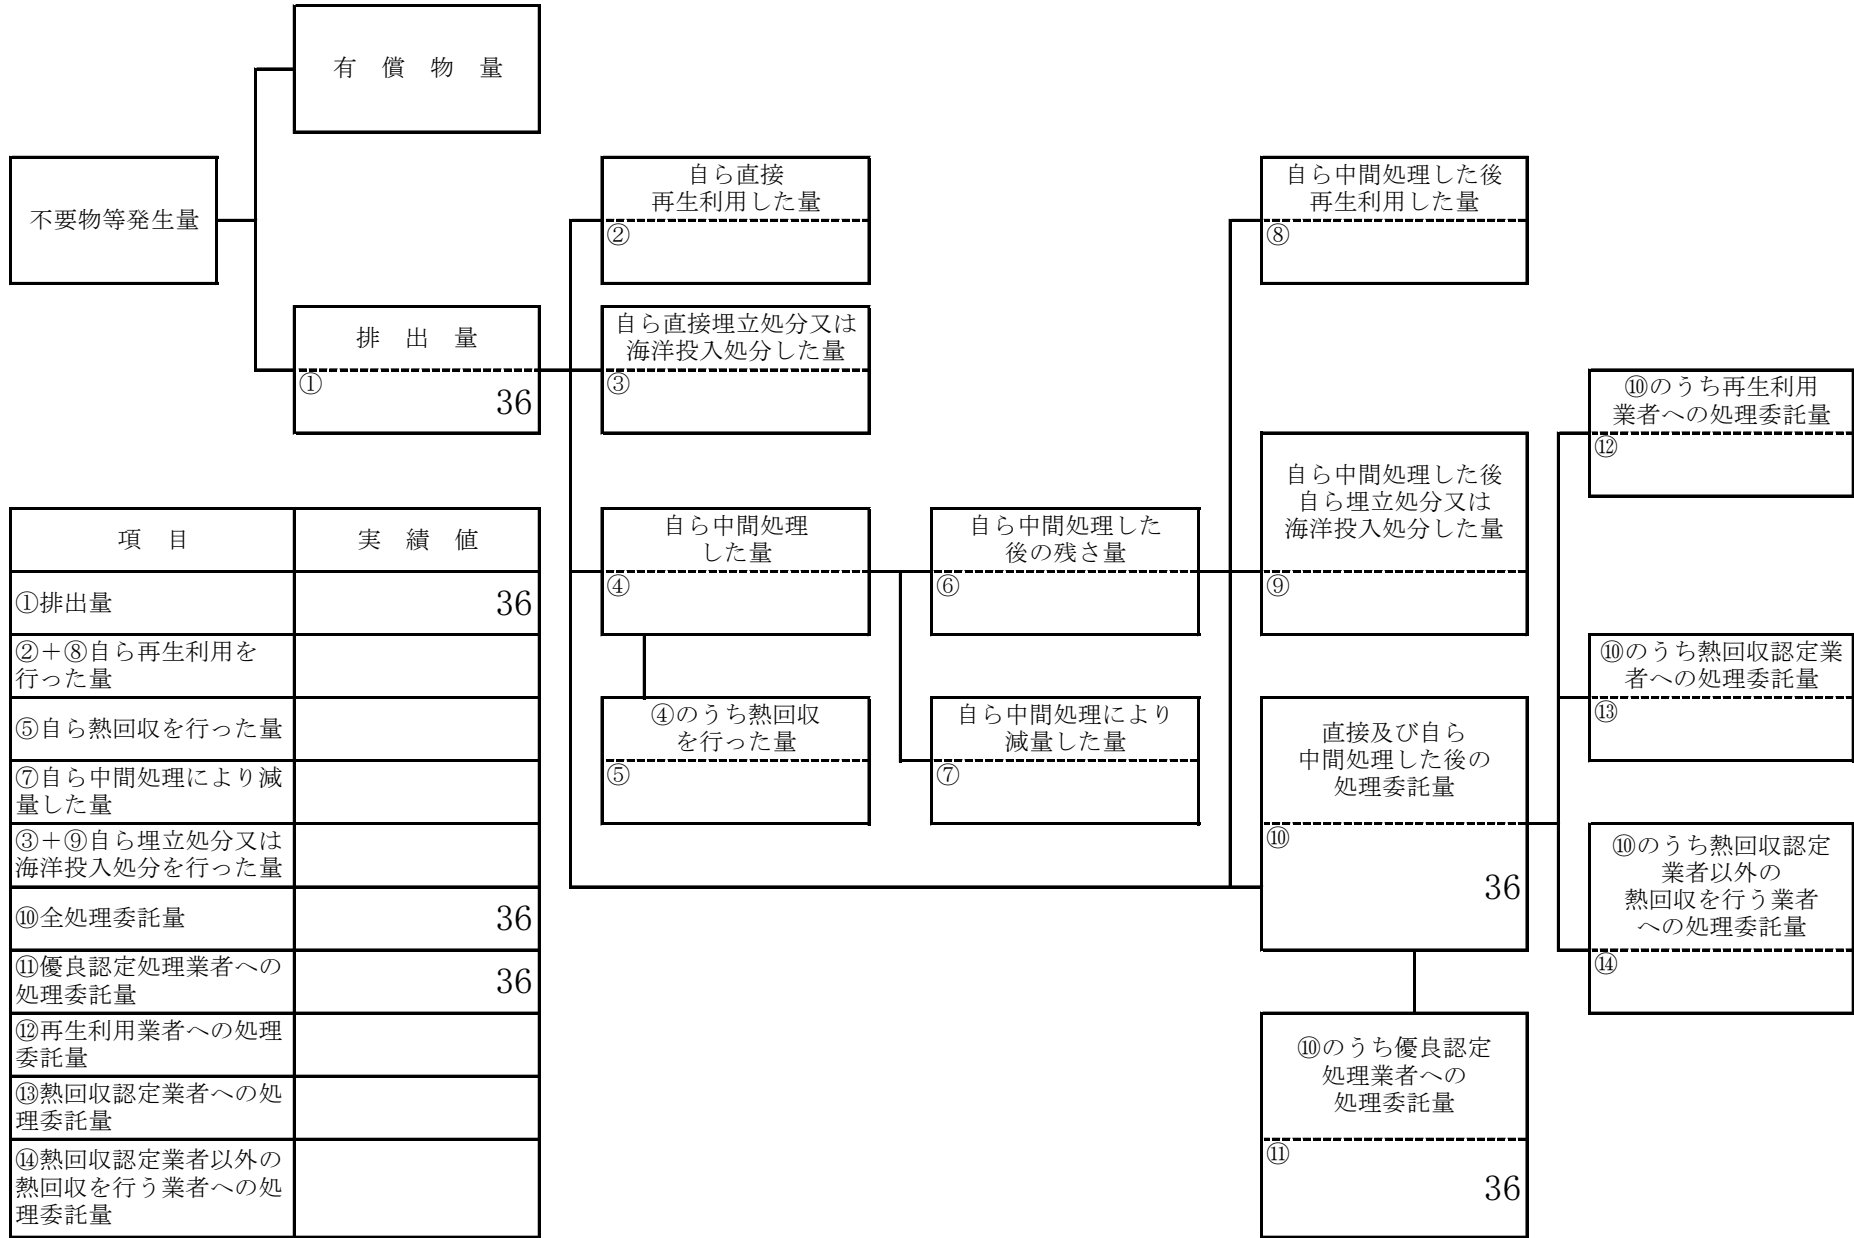 有 償 物 量
不要物等発生量
自ら直接
再生利用した量
②
自ら中間処理した後
再生利用した量
⑧
排 出 量
①
36
自ら直接埋立処分又は
海洋投入処分した量
③
⑩のうち再生利用
業者への処理委託量
⑫
自ら中間処理
した量
④
自ら中間処理した
後の残さ量
⑥
自ら中間処理した後
自ら埋立処分又は
海洋投入処分した量
⑨
⑩のうち熱回収認定業
者への処理委託量
⑬
④のうち熱回収
を行った量
⑤
自ら中間処理により
減量した量
⑦
直接及び自ら
中間処理した後の
処理委託量
⑩
36
⑩のうち熱回収認定
業者以外の
熱回収を行う業者
への処理委託量
⑭
⑩のうち優良認定
処理業者への
処理委託量
⑪
36
項 目 実 績 値
①排出量 36
②+⑧自ら再生利用を
行った量
⑤自ら熱回収を行った量
⑦自ら中間処理により減
量した量
③+⑨自ら埋立処分又は
海洋投入処分を行った量
⑩全処理委託量 36
⑪優良認定処理業者への
処理委託量 36
⑫再生利用業者への処理
委託量
⑬熱回収認定業者への処
理委託量
⑭熱回収認定業者以外の
熱回収を行う業者への処
理委託量